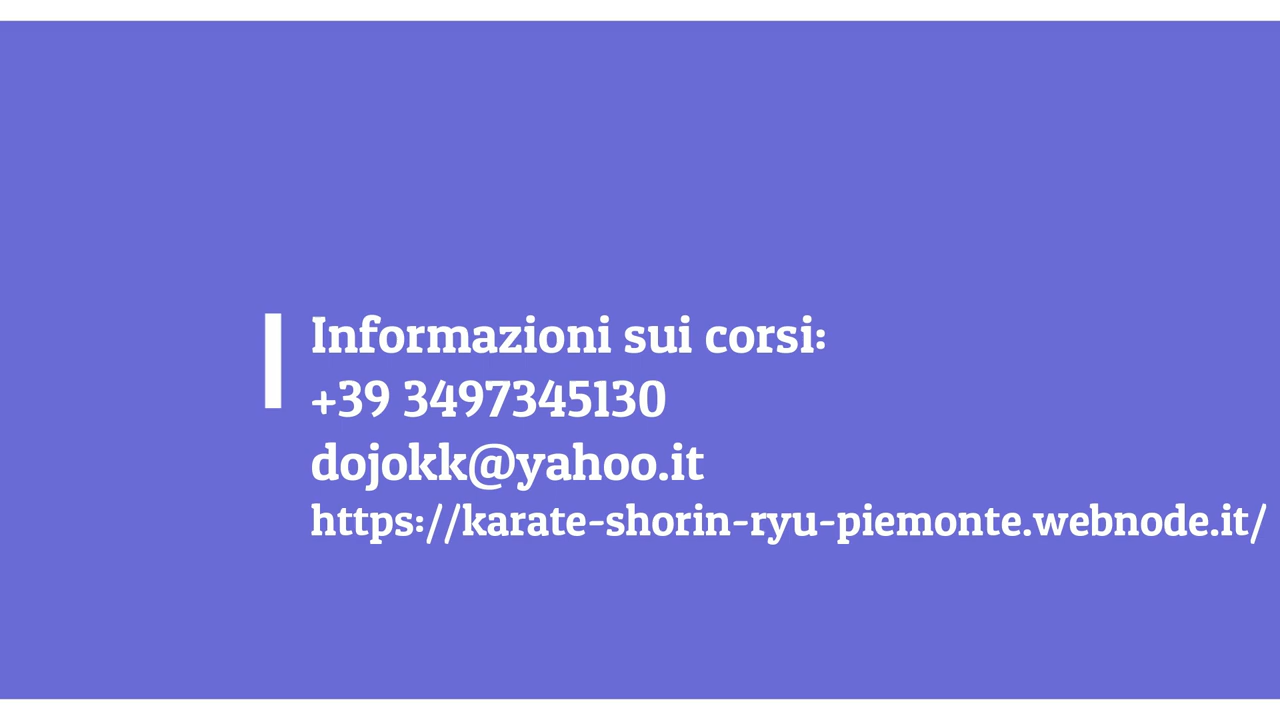 Informazioni sui corsi:
+39 3497345130
dojokk@yahoo.it
https://karate-shorin-ryu-piemonte.webnode.it/